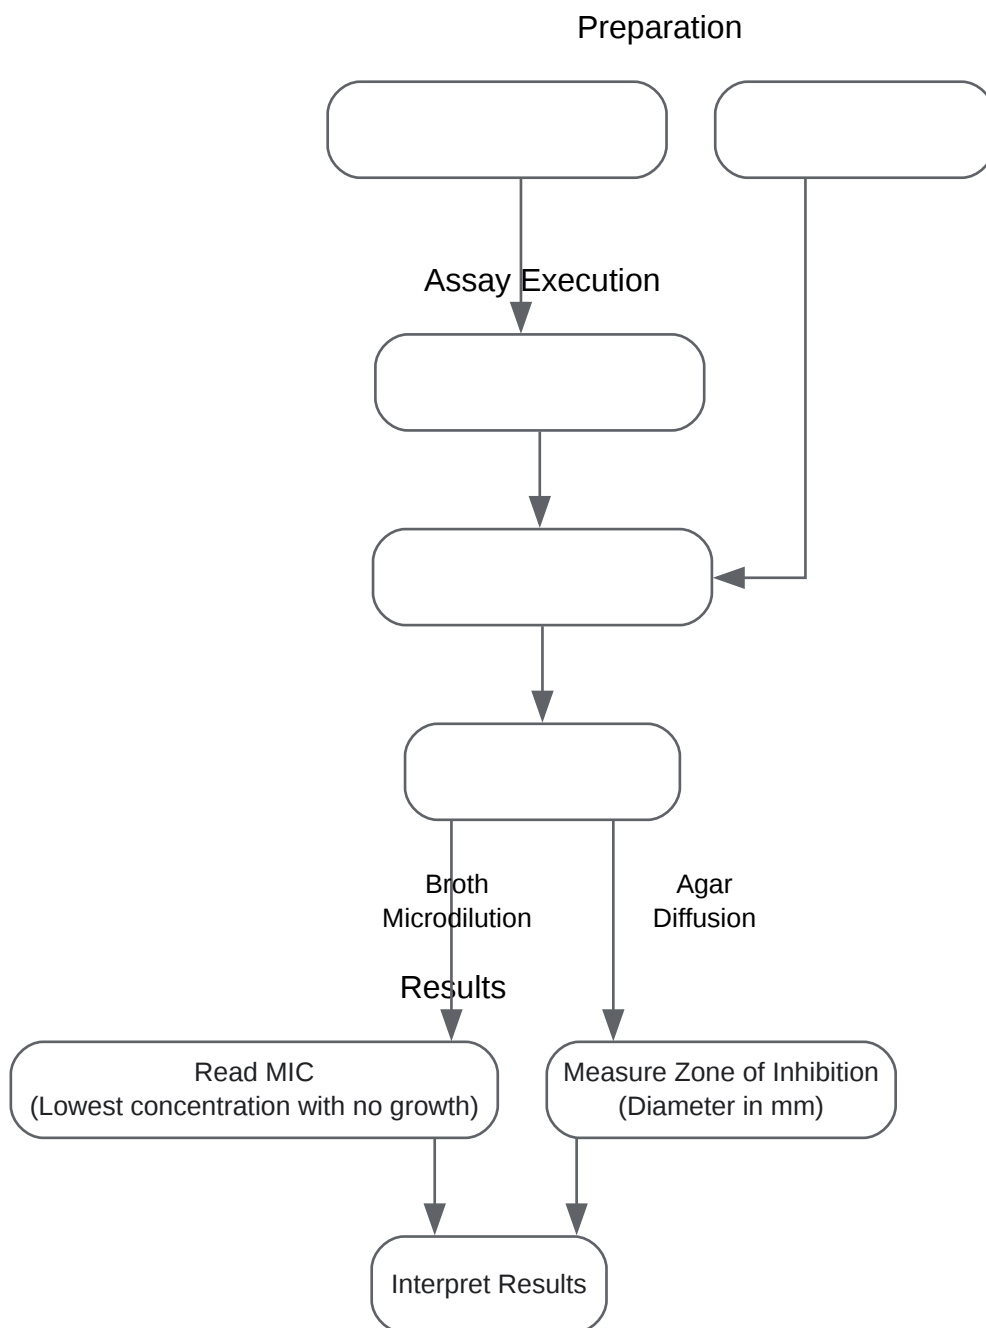 Preparation
Assay Execution
Broth
Microdilution
Agar
Diffusion
Results
Read MIC
(Lowest concentration with no growth)
Measure Zone of Inhibition
(Diameter in mm)
Interpret Results